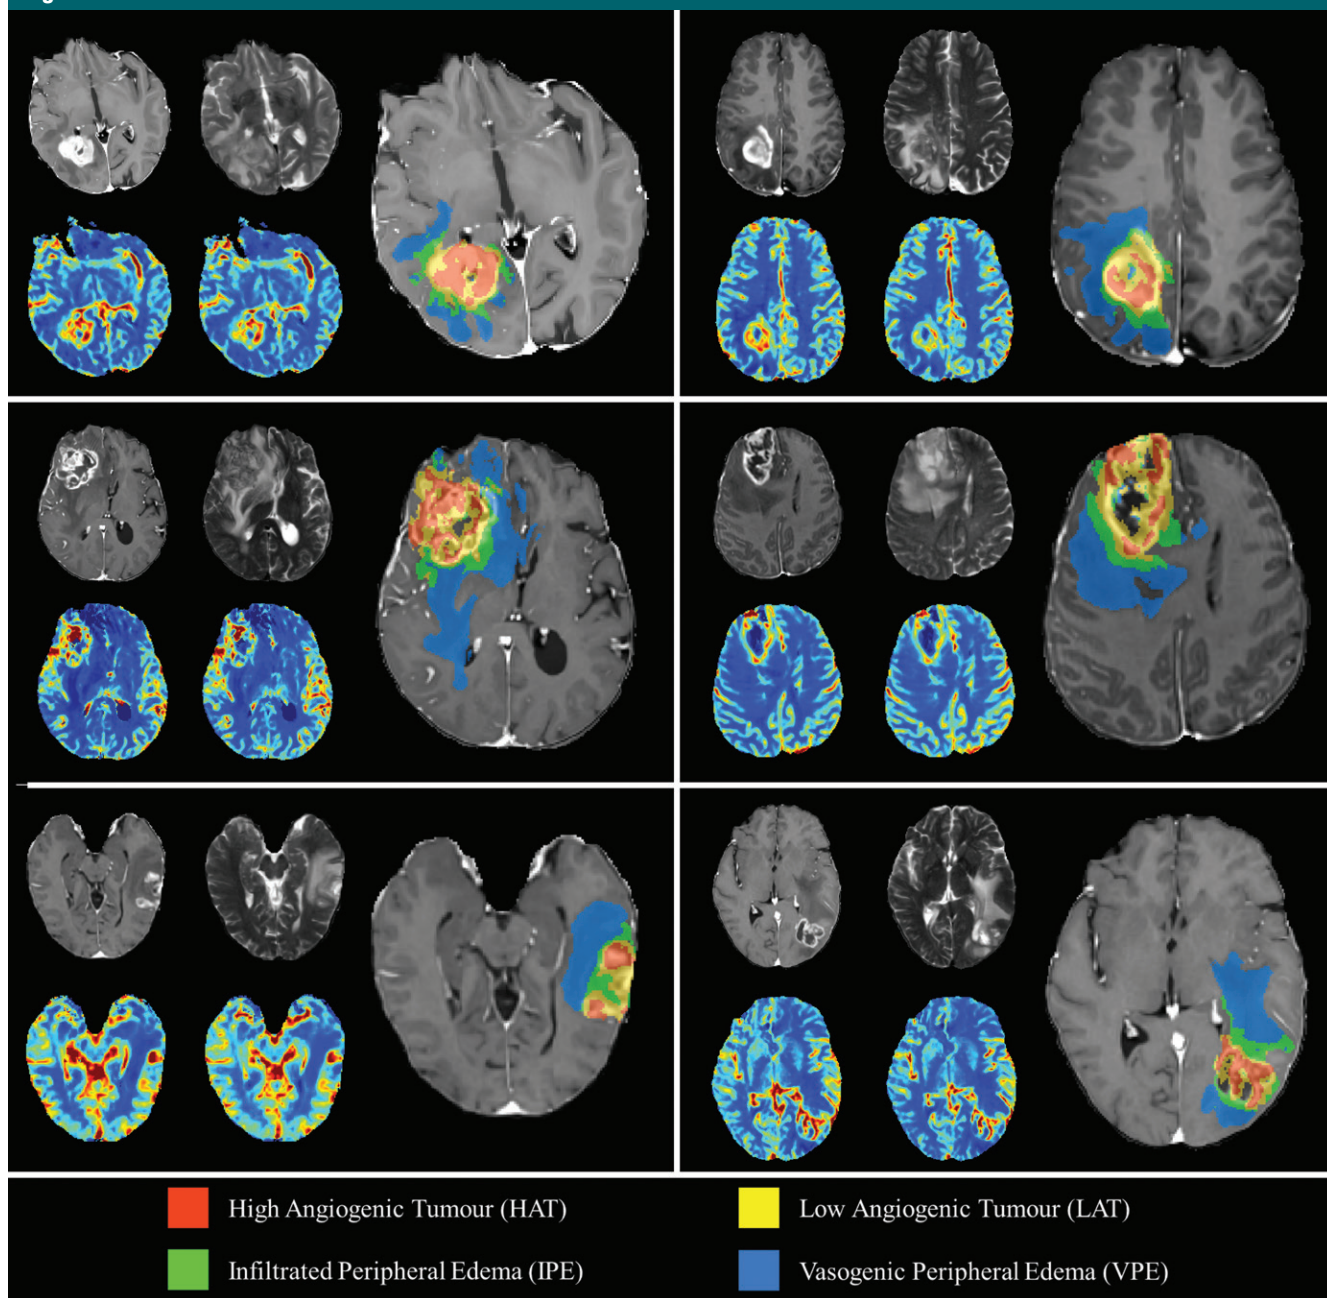 High Angiogenic Tumour (HAT)
Low Angiogenic Tumour (LAT)
Infiltrated Peripheral Edema (IPE)
Vasogenic Peripheral Edema (VPE)